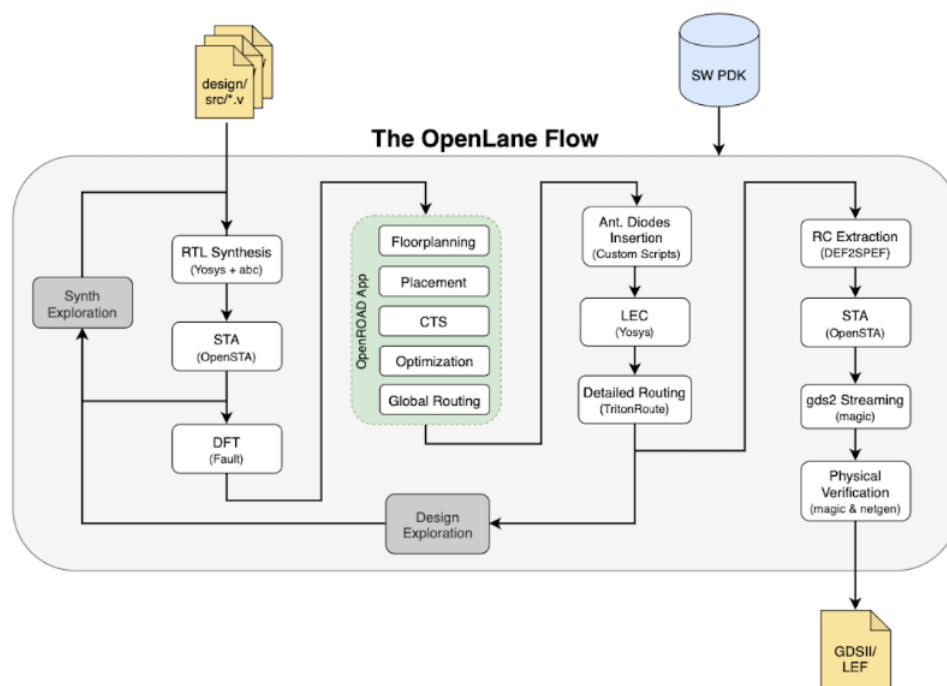 design/
src/*.v
SW PDK
The OpenLane Flow
RTL Synthesis
(Yosys + abc)
Synth
Exploration
STA
(OpenSTA)
DFT
(Fault)
OpenROAD App
Floorplanning
Placement
CTS
Optimization
Global Routing
Design
Exploration
Ant. Diodes
Insertion
(Custom Scripts)
LEC
(Yosys)
Detailed Routing
(TritonRoute)
RC Extraction
(DEF2SPEF)
STA
(OpenSTA)
gds2 Streaming
(magic)
Physical
Verification
(magic & netgen)
GDSII/
LEF